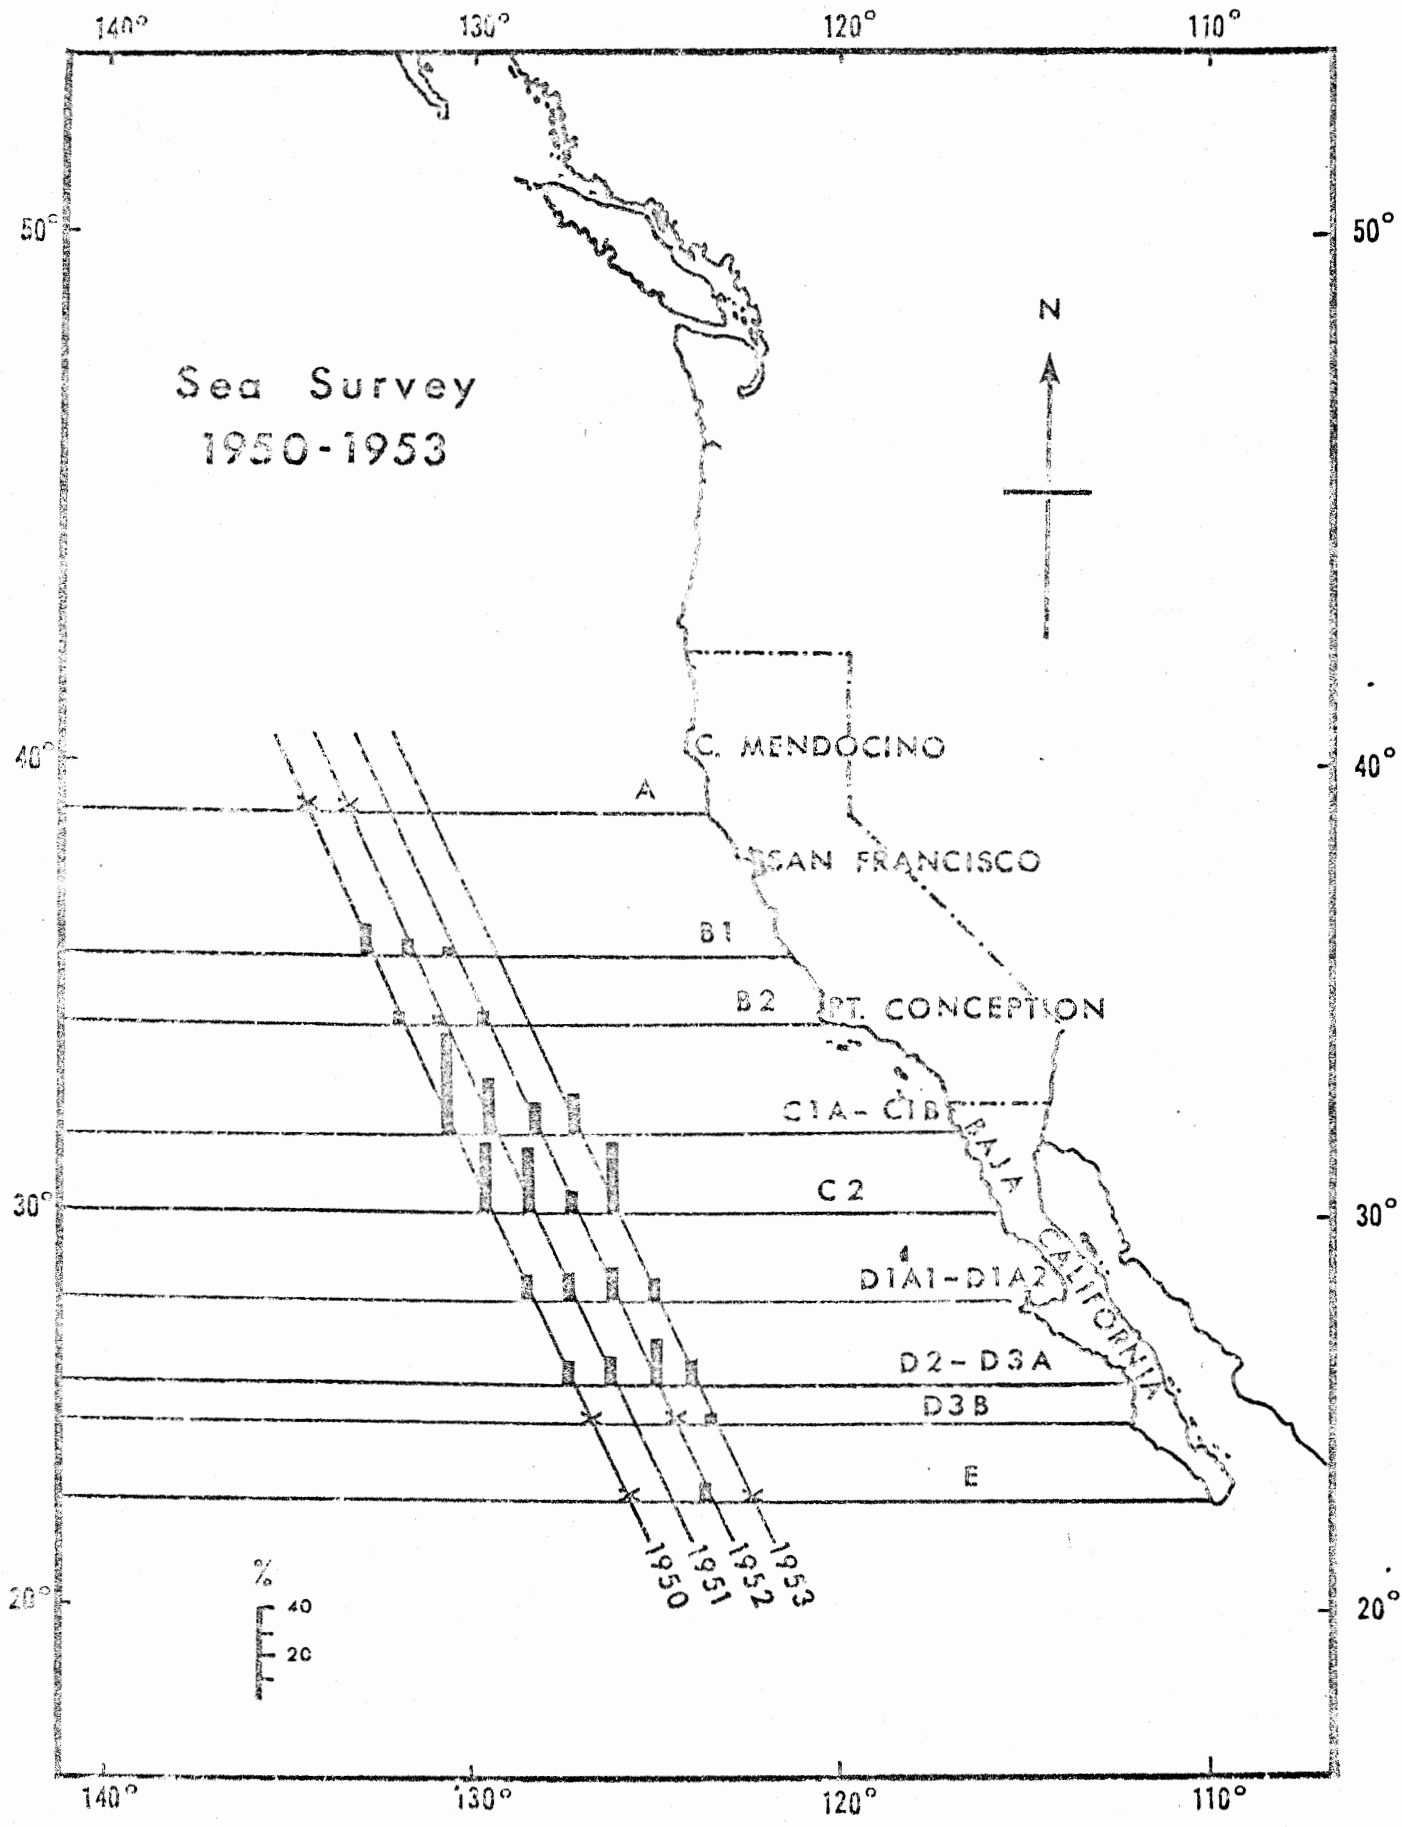 140° 130° 120° 110°
50° 50°
N
Sea Survey
1950-1953
C. MENDOCINO
40° 40°
A
SAN FRANCISCO
B1
B2 PT. CONCEPTION
C1A-C1B
BAJA
C2
30° 30°
CALIFORNIA
D1A1-D1A2
D2-D3A
D3B
E
1950 1951 1952 1953
%
40
20
20° 20°
140° 130° 120° 110°